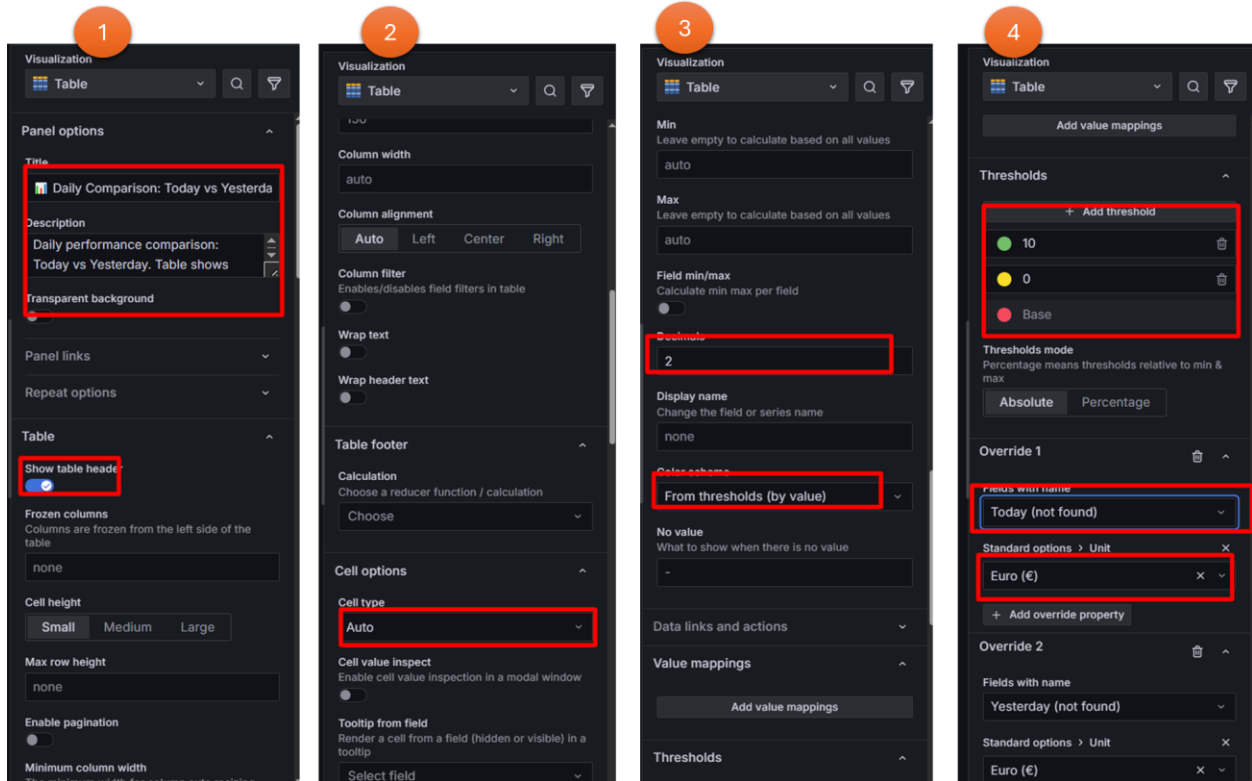 1
Visualization
Table
Panel options
Title
📊 Daily Comparison: Today vs Yesterda
Description
Daily performance comparison:
Today vs Yesterday. Table shows
Transparent background
Panel links
Repeat options
Table
Show table header
Frozen columns
Columns are frozen from the left side of the
table
none
Cell height
Small Medium Large
Max row height
none
Enable pagination
Minimum column width
2
Visualization
Table
150
Column width
auto
Column alignment
Auto Left Center Right
Column filter
Enables/disables field filters in table
Wrap text
Wrap header text
Table footer
Calculation
Choose a reducer function / calculation
Choose
Cell options
Cell type
Auto
Cell value inspect
Enable cell value inspection in a modal window
Tooltip from field
Render a cell from a field (hidden or visible) in a
tooltip
Select field
3
Visualization
Table
Min
Leave empty to calculate based on all values
auto
Max
Leave empty to calculate based on all values
auto
Field min/max
Calculate min max per field
Decimals
2
Display name
Change the field or series name
none
Color scheme
From thresholds (by value)
No value
What to show when there is no value
-
Data links and actions
Value mappings
Add value mappings
Thresholds
4
Visualization
Table
Add value mappings
Thresholds
+ Add threshold
10
0
Base
Thresholds mode
Percentage means thresholds relative to min &
max
Absolute Percentage
Override 1
Fields with name
Today (not found)
Standard options > Unit
Euro (€)
+ Add override property
Override 2
Fields with name
Yesterday (not found)
Standard options > Unit
Euro (€)